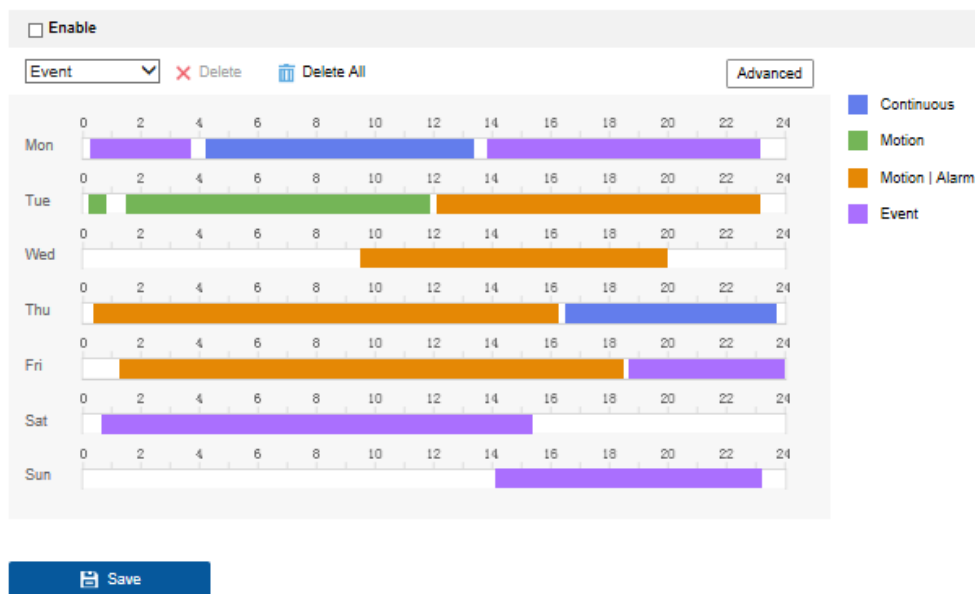 Enable
Event Delete Delete All Advanced
Continuous
Motion
Motion | Alarm
Event
0 2 4 6 8 10 12 14 16 18 20 22 24
Mon
0 2 4 6 8 10 12 14 16 18 20 22 24
Tue
0 2 4 6 8 10 12 14 16 18 20 22 24
Wed
0 2 4 6 8 10 12 14 16 18 20 22 24
Thu
0 2 4 6 8 10 12 14 16 18 20 22 24
Fri
0 2 4 6 8 10 12 14 16 18 20 22 24
Sat
0 2 4 6 8 10 12 14 16 18 20 22 24
Sun
Save